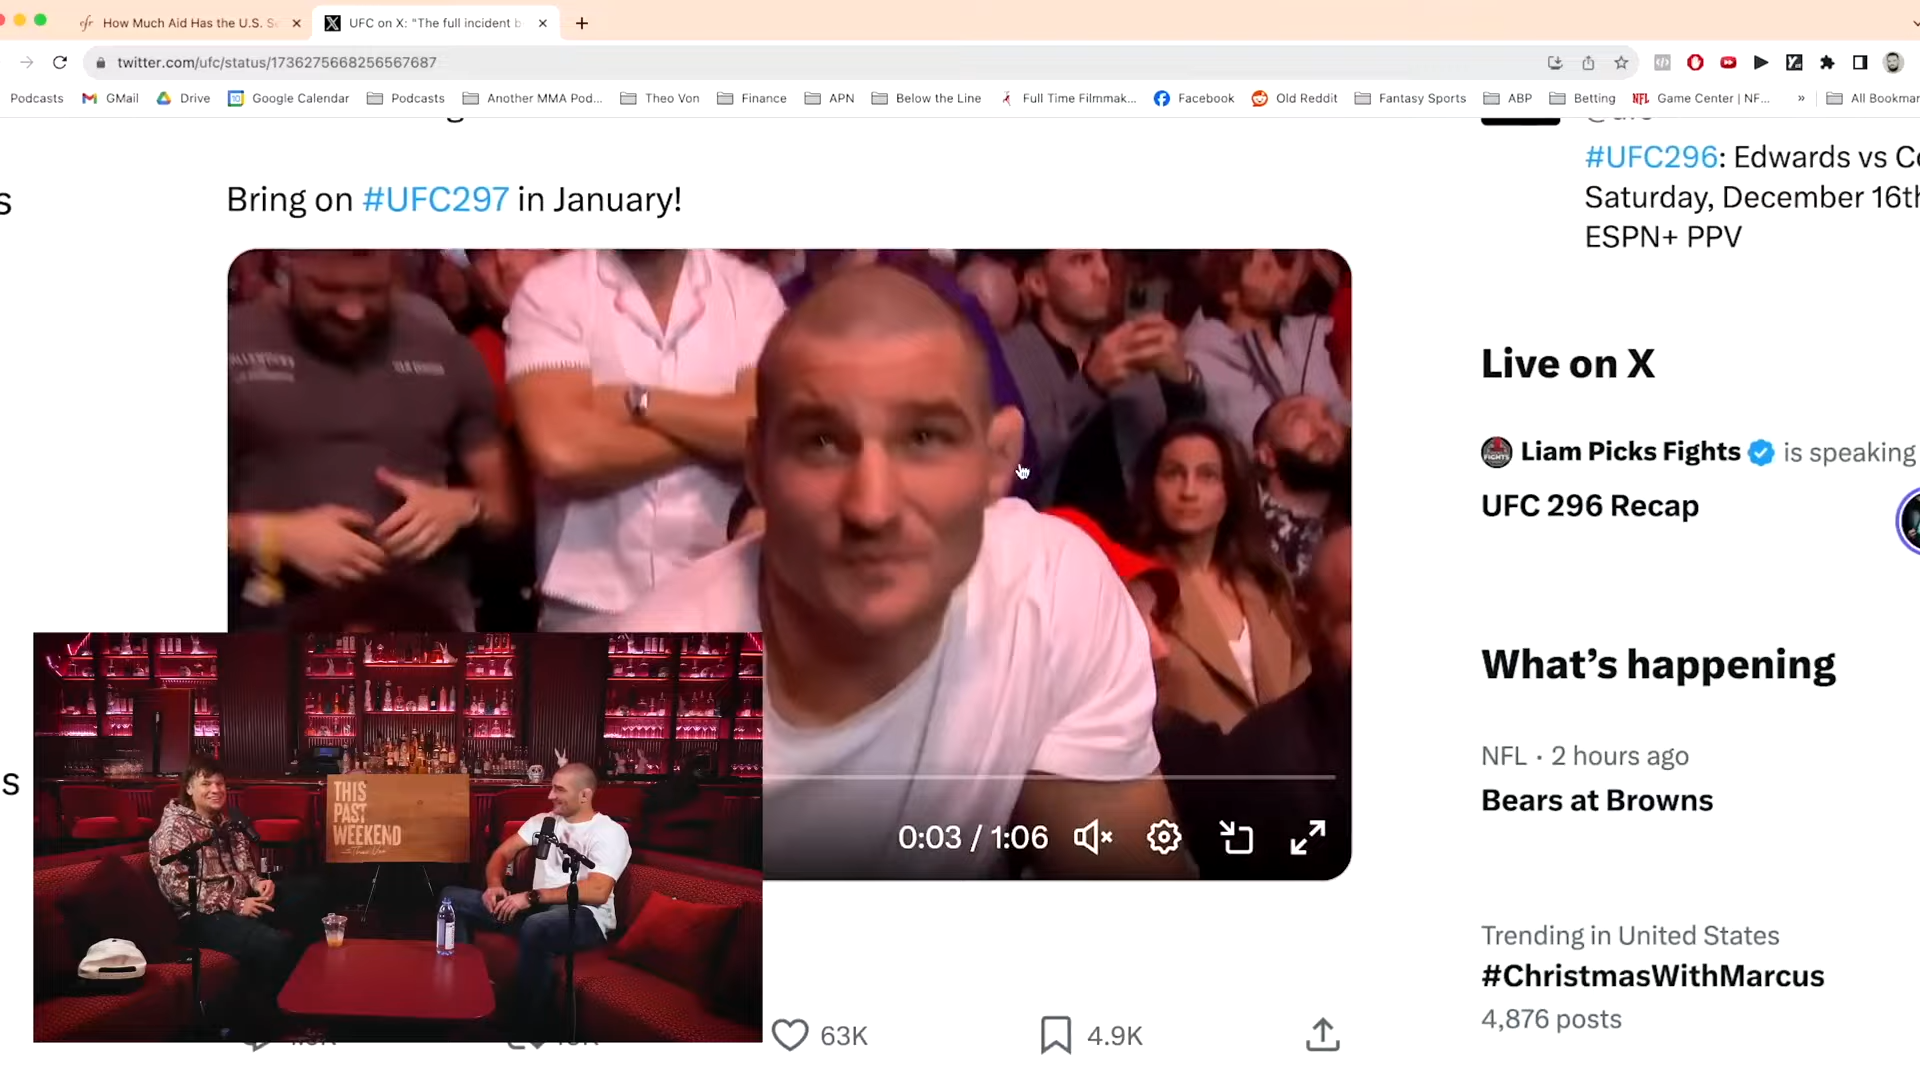 How Much Aid Has the U.S. Se
UFC on X: "The full incident b
twitter.com/ufc/status/1736275668256567687
Podcasts
GMail
Drive
Google Calendar
Podcasts
Another MMA Pod...
Theo Von
Finance
APN
Below the Line
Full Time Filmmak...
Facebook
Old Reddit
Fantasy Sports
ABP
Betting
NFL
Game Center | NF...
»
All Bookmar
Bring on #UFC297 in January!
#UFC296: Edwards vs Co
Saturday, December 16th
ESPN+ PPV
Live on X
Liam Picks Fights is speaking
UFC 296 Recap
What's happening
NFL · 2 hours ago
Bears at Browns
Trending in United States
#ChristmasWithMarcus
4,876 posts
0:03 / 1:06
THIS
PAST
WEEKEND
63K
4.9K